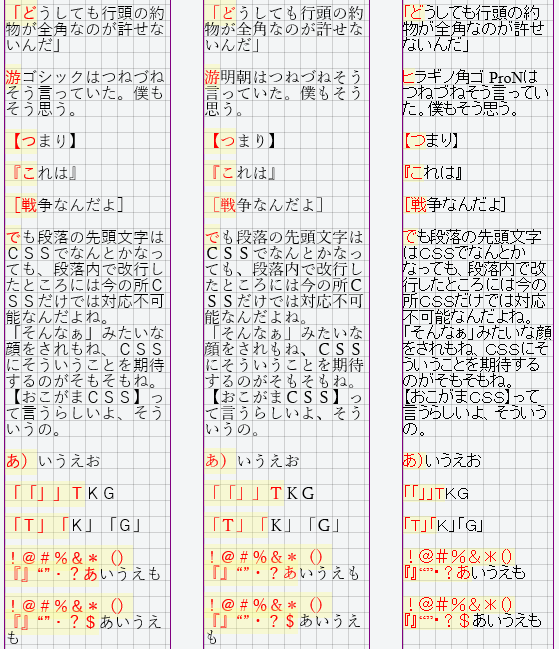 「どうしても行頭の約
物が全角なのが許せ
ないんだ」
游ゴシックはつねづね
そう言っていた。僕も
そう思う。
【つまり】
『これは』
［戦争なんだよ］
でも段落の先頭文字は
ＣＳＳでなんとかなっ
ても、段落内で改行し
たところには今の所Ｃ
ＳＳだけでは対応不可
能なんだよね。
「そんなぁ」みたいな
顔をされもね、ＣＳＳ
にそういうことを期待
するのがそもそもね。
【おこがまＣＳＳ】っ
て言うらしいよ、そう
いうの。
あ）いうえお
「「」」ＴＫＧ
「Ｔ」「Ｋ」「Ｇ」
！＠＃％＆＊（）
『』“”・？あいうえも
！＠＃％＆＊（）
『』“”・？＄あいうえ
も
「どうしても行頭の約
物が全角なのが許せ
ないんだ」
游明朝はつねづねそう
言っていた。僕もそう
思う。
【つまり】
『これは』
［戦争なんだよ］
でも段落の先頭文字は
ＣＳＳでなんとかなっ
ても、段落内で改行し
たところには今の所Ｃ
ＳＳだけでは対応不可
能なんだよね。
「そんなぁ」みたいな
顔をされもね、ＣＳＳ
にそういうことを期待
するのがそもそもね。
【おこがまＣＳＳ】っ
て言うらしいよ、そう
いうの。
あ）いうえお
「「」」ＴＫＧ
「Ｔ」「Ｋ」「Ｇ」
！＠＃％＆＊（）
『』“”・？あいうえも
！＠＃％＆＊（）
『』“”・？＄あいうえ
も
「どうしても行頭の約
物が全角なのが許せ
ないんだ」
ヒラギノ角ゴ ProNは
つねづねそう言ってい
た。僕もそう思う。
【つまり】
『これは』
［戦争なんだよ］
でも段落の先頭文字
はＣＳＳでなんとか
なっても、段落内で改
行したところには今の
所ＣＳＳだけでは対応
不可能なんだよね。
「そんなぁ」みたいな顔
をされもね、ＣＳＳにそ
ういうことを期待する
のがそもそもね。
【おこがまＣＳＳ】って
言うらしいよ、そういう
の。
あ）いうえお
「「」」ＴＫＧ
「Ｔ」「Ｋ」「Ｇ」
！＠＃％＆＊（）
『』“”・？あいうえも
！＠＃％＆＊（）
『』“”・？＄あいうえも